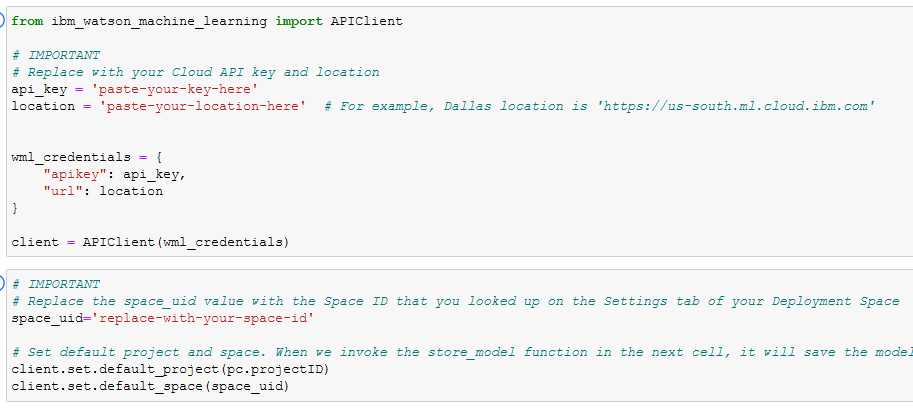 from ibm_watson_machine_learning import APIClient
# IMPORTANT
# Replace with your Cloud API key and location
api_key = 'paste-your-key-here'
location = 'paste-your-location-here'  # For example, Dallas location is 'https://us-south.ml.cloud.ibm.com'
wml_credentials = {
    "apikey": api_key,
    "url": location
}
client = APIClient(wml_credentials)
# IMPORTANT
# Replace the space_uid value with the Space ID that you looked up on the Settings tab of your Deployment Space
space_uid='replace-with-your-space-id'
# Set default project and space. When we invoke the store_model function in the next cell, it will save the model
client.set.default_project(pc.projectID)
client.set.default_space(space_uid)